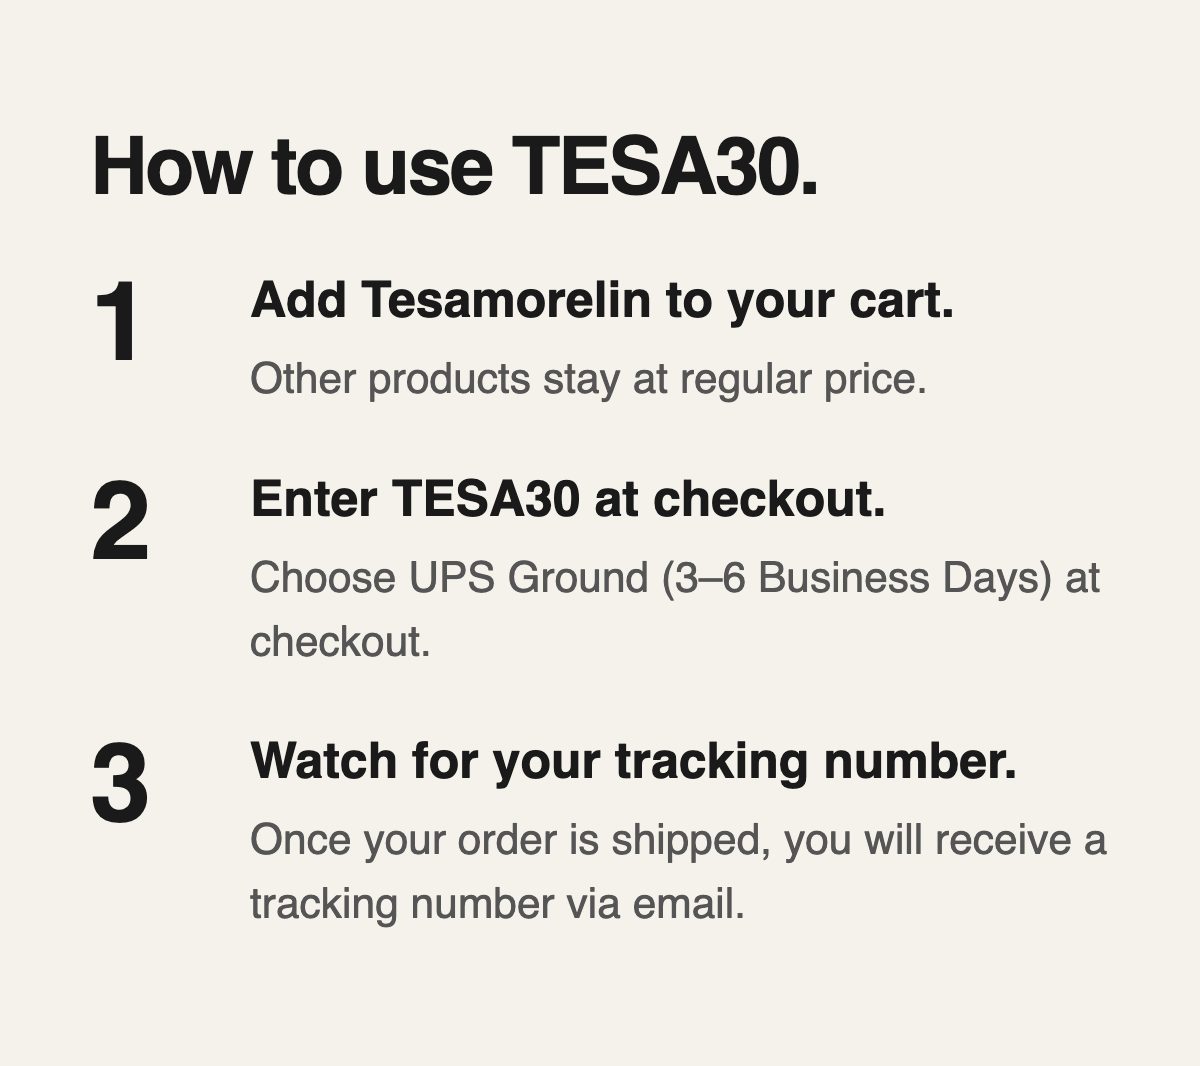 How to use TESA30.
1
Add Tesamorelin to your cart.
Other products stay at regular price.
2
Enter TESA30 at checkout.
Choose UPS Ground (3–6 Business Days) at
checkout.
3
Watch for your tracking number.
Once your order is shipped, you will receive a
tracking number via email.